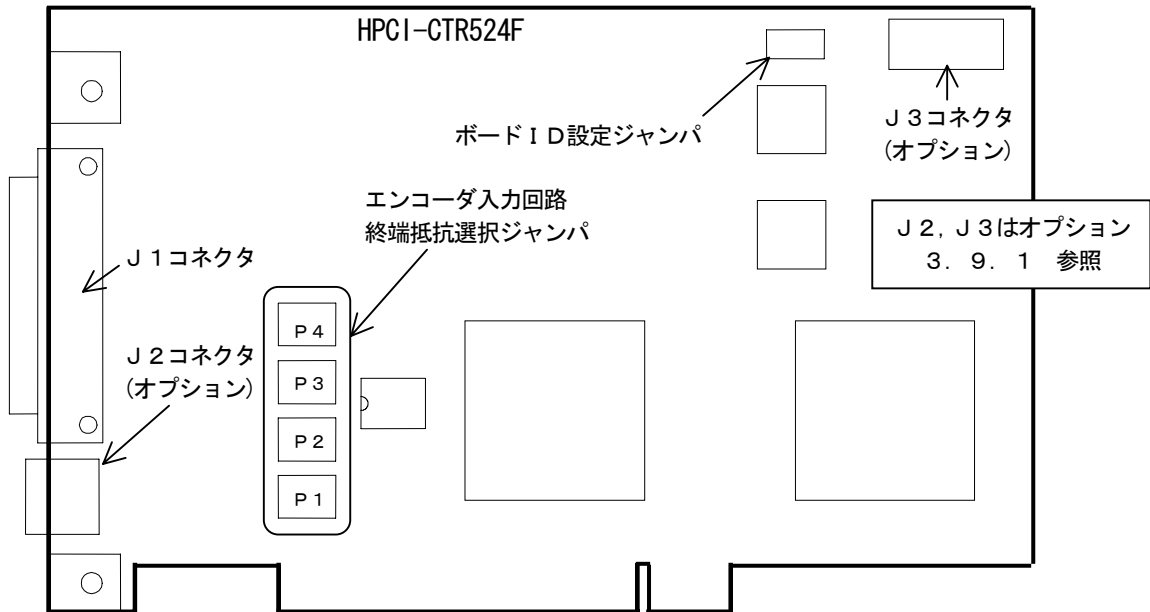 HPCI-CTR524F
ボードＩＤ設定ジャンパ
Ｊ３コネクタ
(オプション)
エンコーダ入力回路
終端抵抗選択ジャンパ
Ｊ２，Ｊ３はオプション
３．９．１　参照
Ｊ１コネクタ
Ｊ２コネクタ
(オプション)
Ｐ４
Ｐ３
Ｐ２
Ｐ１